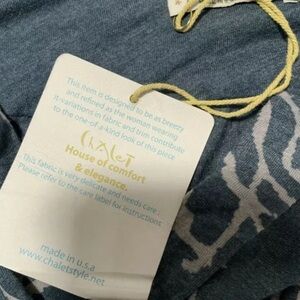 This item is designed to be as breezy
and refined as the woman wearing
it variations in fabric and trim contribute
to the one-of-a-kind look of this piece
Chalet
House of comfort
& elegance.
This fabric is very delicate and needs care.
Please refer to the care label for instructions
made in u.s.a
www.chaletstyle.net